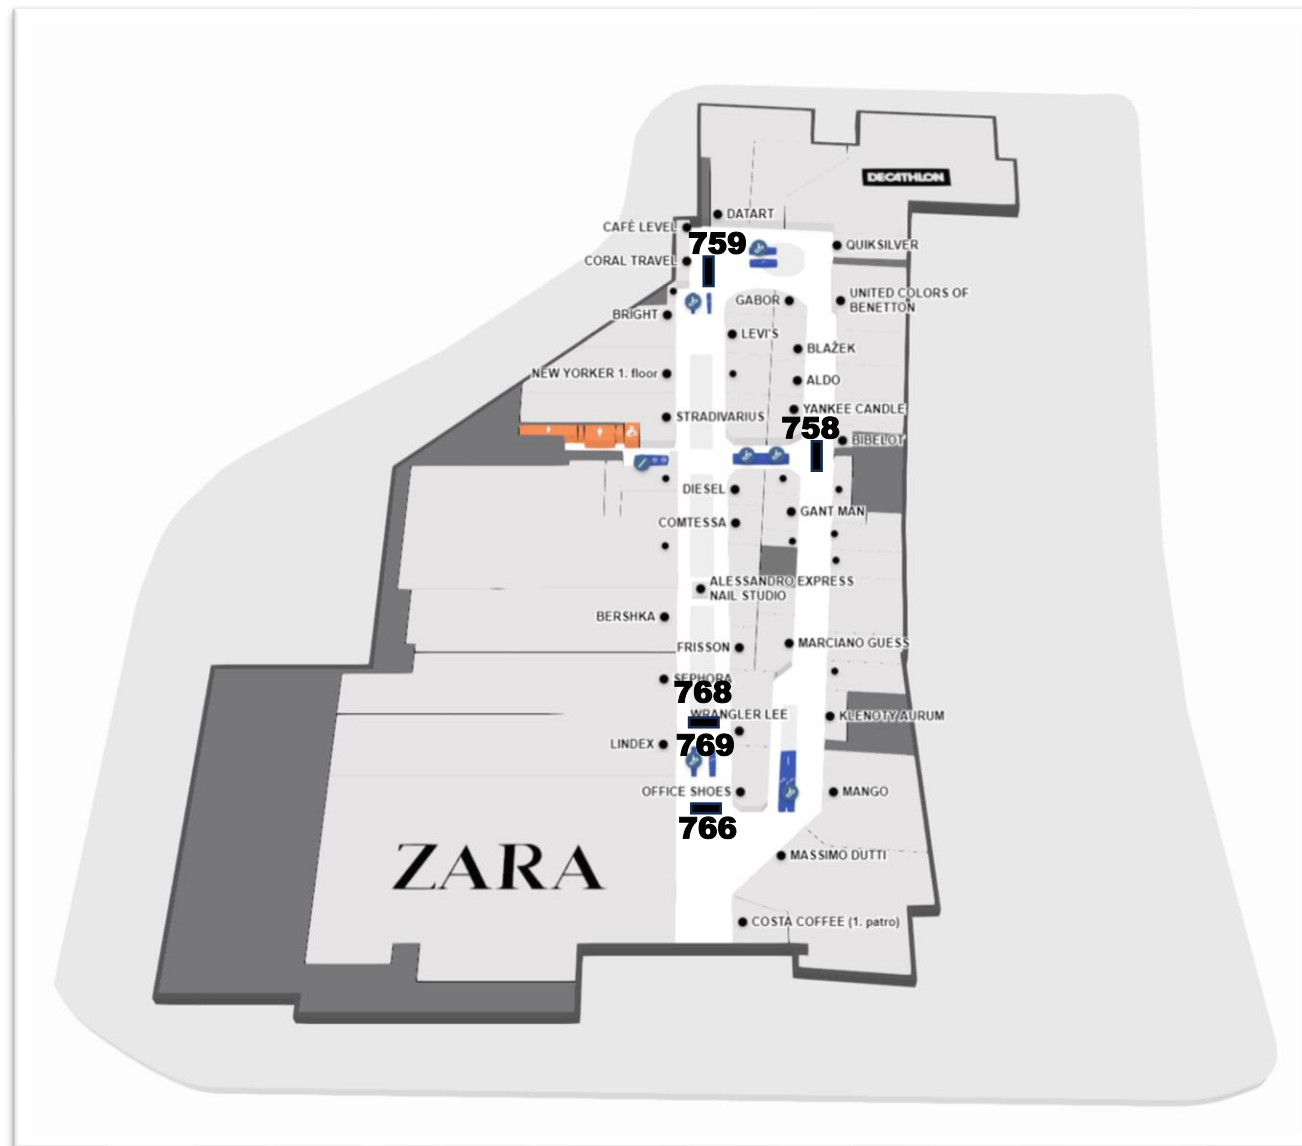 DECATHLON
DATART
CAFÉ LEVEL
759
QUIKSILVER
CORAL TRAVEL
UNITED COLORS OF
BENETTON
GABOR
BRIGHT
LEVI'S
BLAŽEK
NEW YORKER 1. floor
ALDO
YANKEE CANDLE
STRADIVARIUS
758
BIBELOT
DIESEL
GANT MAN
COMTESSA
ALESSANDRO EXPRESS
NAIL STUDIO
BERSHKA
FRISSON
MARCIANO GUESS
SEPHORA
768
WRANGLER LEE
KLENOTY AURUM
LINDEX
769
OFFICE SHOES
MANGO
766
MASSIMO DUTTI
ZARA
COSTA COFFEE (1. patro)